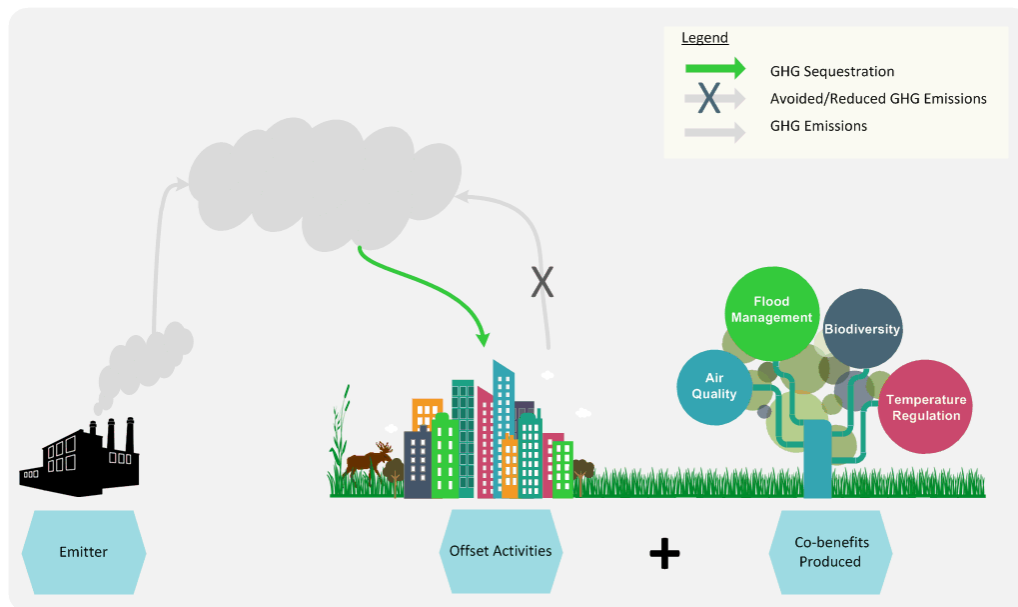 Legend
GHG Sequestration
X
Avoided/Reduced GHG Emissions
GHG Emissions
X
Flood
Management
Biodiversity
Air
Quality
Temperature
Regulation
Emitter
Offset Activities
+
Co-benefits
Produced